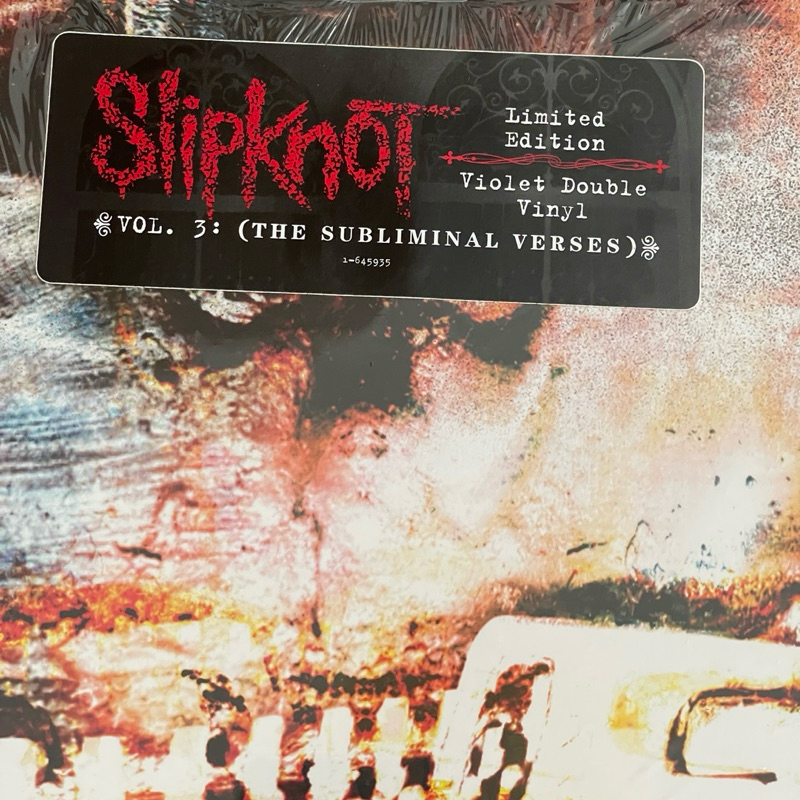 Slipknot
Limited
Edition
Violet Double
Vinyl
VOL. 3: (THE SUBLIMINAL VERSES)
1-645935